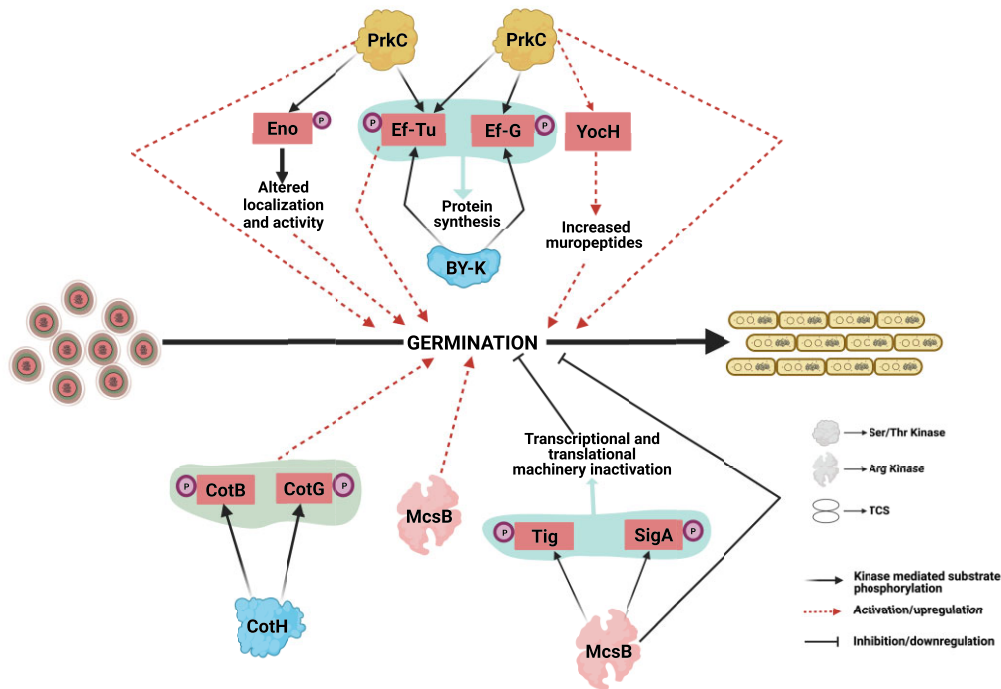 PrkC
PrkC
Eno
P
P
Ef-Tu
Ef-G
P
YocH
Altered
localization
and activity
Protein
synthesis
Increased
muropeptides
BY-K
GERMINATION
Transcriptional and
translational
machinery inactivation
P
CotB
CotG
P
McsB
P
Tig
SigA
P
CotH
McsB
Ser/Thr Kinase
Arg Kinase
TCS
Kinase mediated substrate
phosphorylation
Activation/upregulation
Inhibition/downregulation